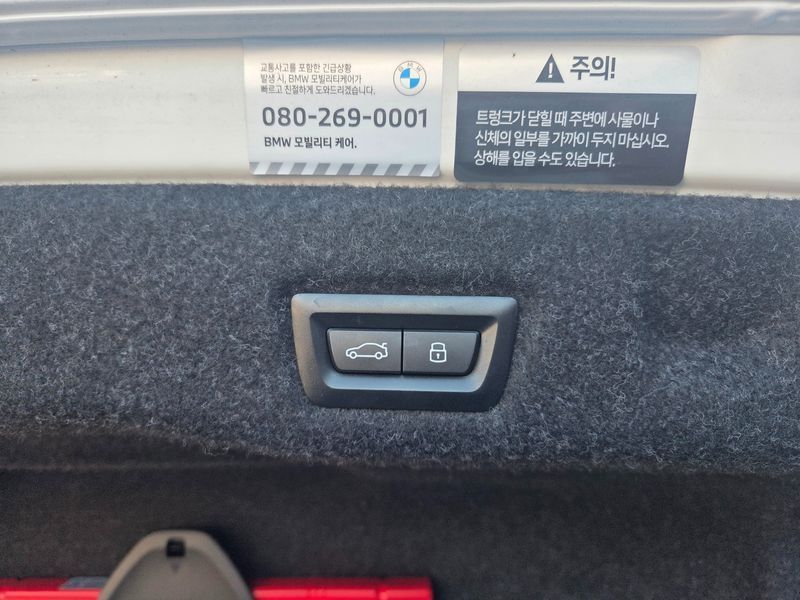 교통사고를 포함한 긴급상황
발생 시, BMW 모빌리티케어가
빠르고 친절하게 도와드리겠습니다.
080-269-0001
BMW 모빌리티 케어.
BMW
주의!
트렁크가 닫힐 때 주변에 사물이나
신체의 일부를 가까이 두지 마십시오.
상해를 입을 수도 있습니다.